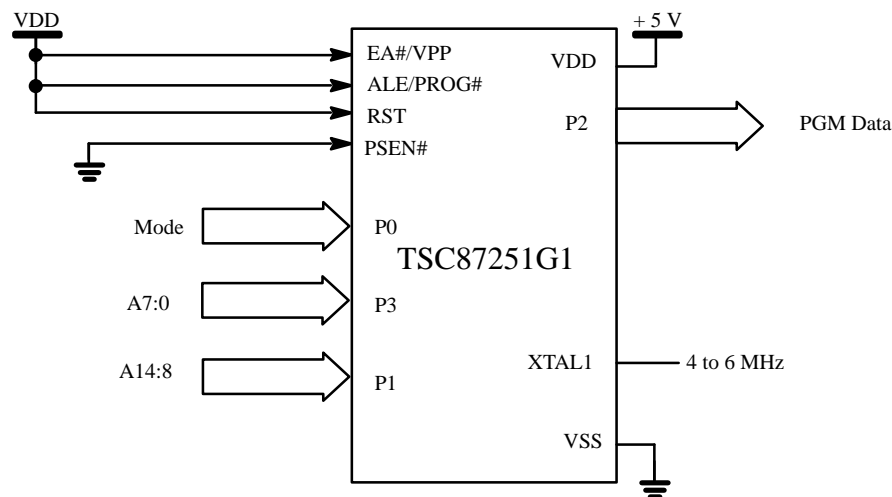 VDD
+ 5 V
EA#/VPP
VDD
ALE/PROG#
RST
P2
PGM Data
PSEN#
Mode
P0
TSC87251G1
A7:0
P3
XTAL1
4 to 6 MHz
A14:8
P1
VSS